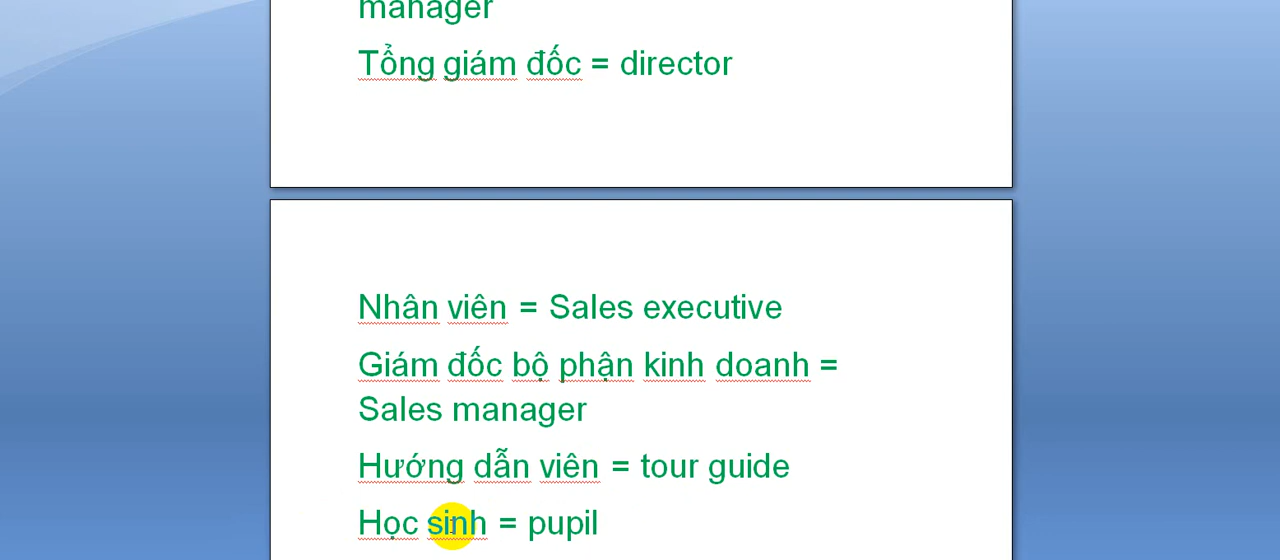 manager
Tổng giám đốc = director
Nhân viên = Sales executive
Giám đốc bộ phận kinh doanh =
Sales manager
Hướng dẫn viên = tour guide
Học sinh = pupil